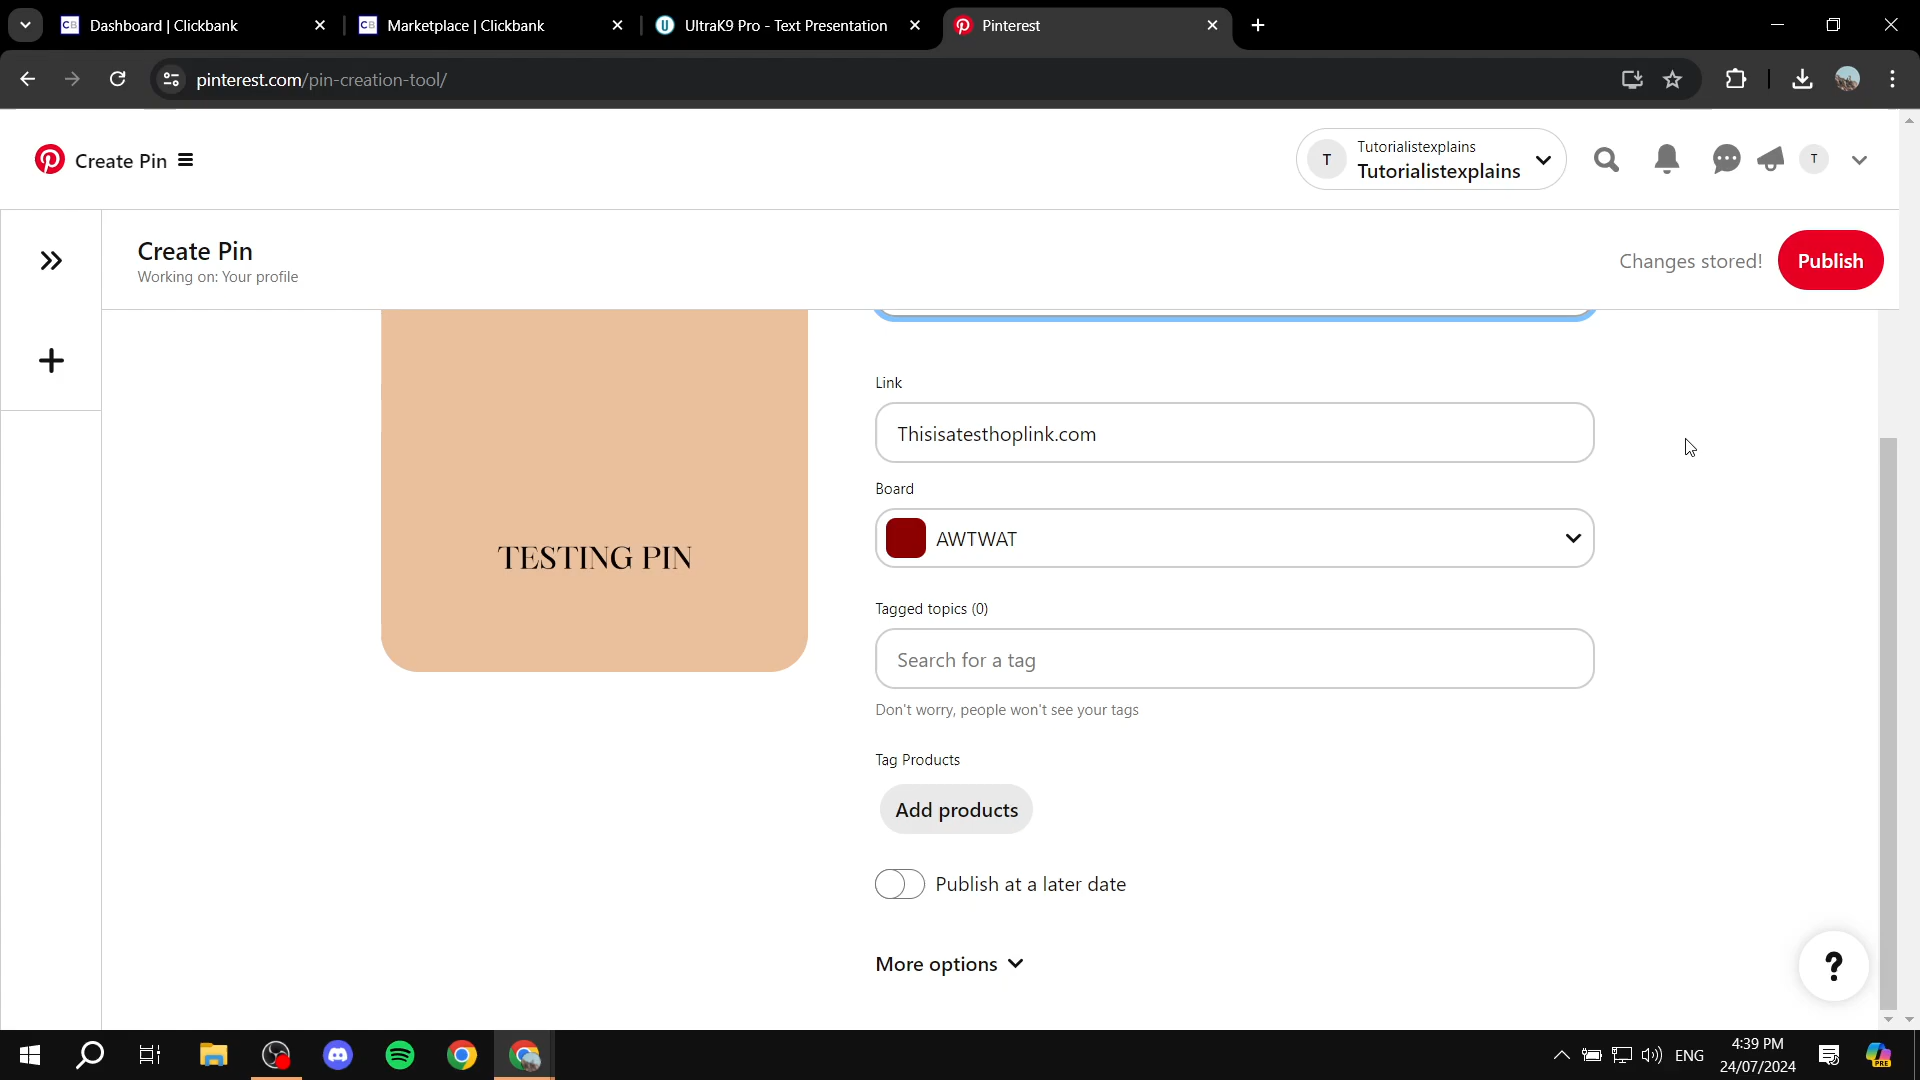 Dashboard | Clickbank
Marketplace | Clickbank
UltraK9 Pro - Text Presentation
Pinterest
pinterest.com/pin-creation-tool/
Create Pin
T
Tutorialistexplains
Tutorialistexplains
T
Create Pin
Working on: Your profile
Changes stored!
Publish
Link
Thisisatesthoplink.com
Board
AWTWAT
TESTING PIN
Tagged topics (0)
Search for a tag
Don't worry, people won't see your tags
Tag Products
Add products
Publish at a later date
More options
?
ENG
4:39 PM
24/07/2024